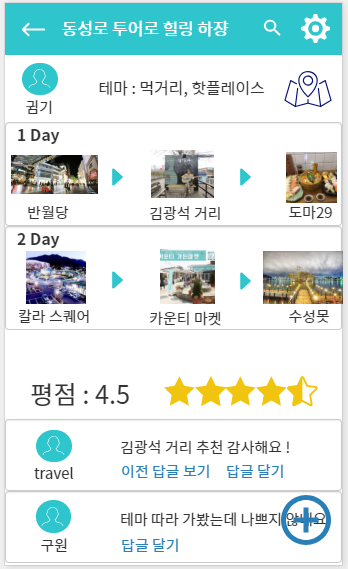 동성로 투어로 힐링 하쟝
테마 : 먹거리, 핫플레이스
굄기
1 Day
반월당 김광석 거리 도마29
2 Day
칼라 스퀘어 카운티 마켓 수성못
평점 : 4.5
김광석 거리 추천 감사해요 !
travel
이전 답글 보기 답글 달기
테마 따라 가봤는데 나쁘지 않네요
구원
답글 달기